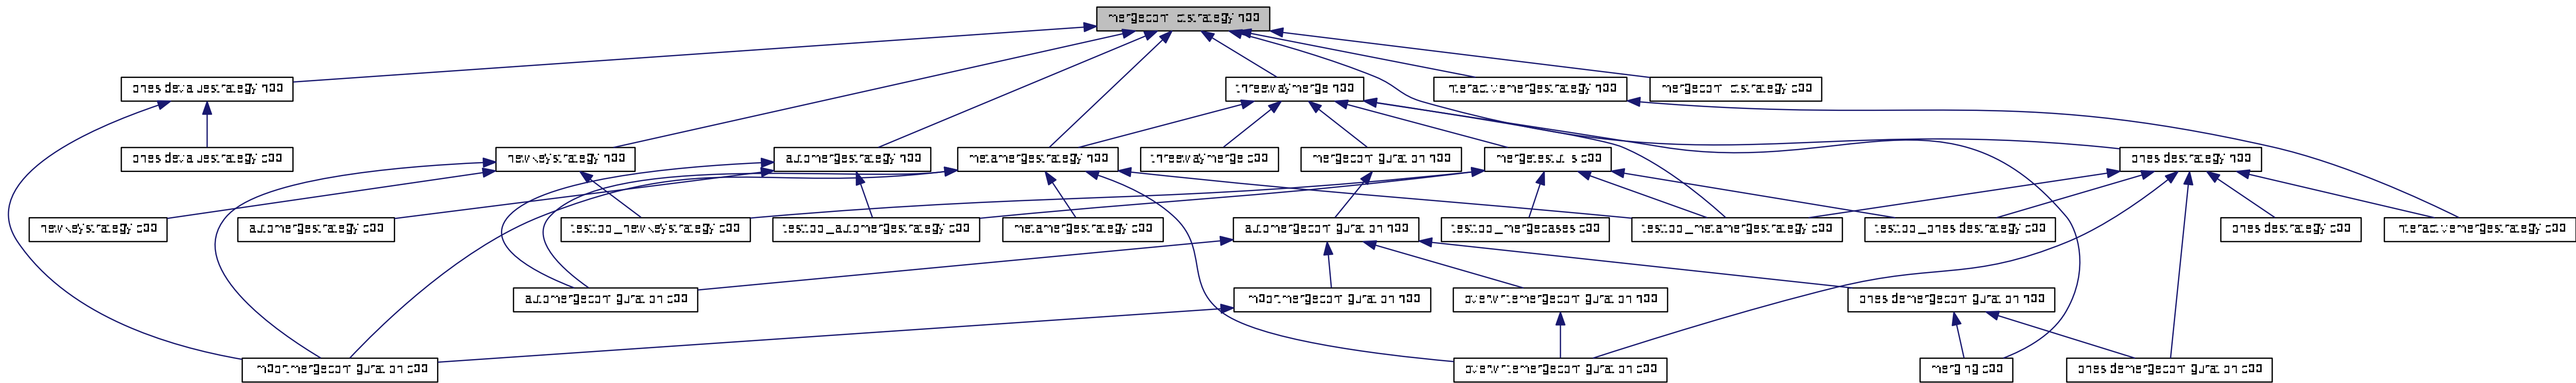 mergeconflictstrategy.hpp
onesidevaluestrategy.hpp
threewaymerge.hpp
interactivemergestrategy.hpp
mergeconflictstrategy.cpp
onesidevaluestrategy.cpp
newkeystrategy.hpp
automergestrategy.hpp
metamergestrategy.hpp
threewaymerge.cpp
mergeconfiguration.hpp
mergetestutils.cpp
onesidestrategy.hpp
newkeystrategy.cpp
automergestrategy.cpp
testtool_newkeystrategy.cpp
testtool_automergestrategy.cpp
metamergestrategy.cpp
automergeconfiguration.hpp
testtool_mergecases.cpp
testtool_metamergestrategy.cpp
testtool_onesidestrategy.cpp
onesidestrategy.cpp
interactivemergestrategy.cpp
automergeconfiguration.cpp
importmergeconfiguration.hpp
overwritemergeconfiguration.hpp
onesidemergeconfiguration.hpp
importmergeconfiguration.cpp
overwritemergeconfiguration.cpp
merging.cpp
onesidemergeconfiguration.cpp